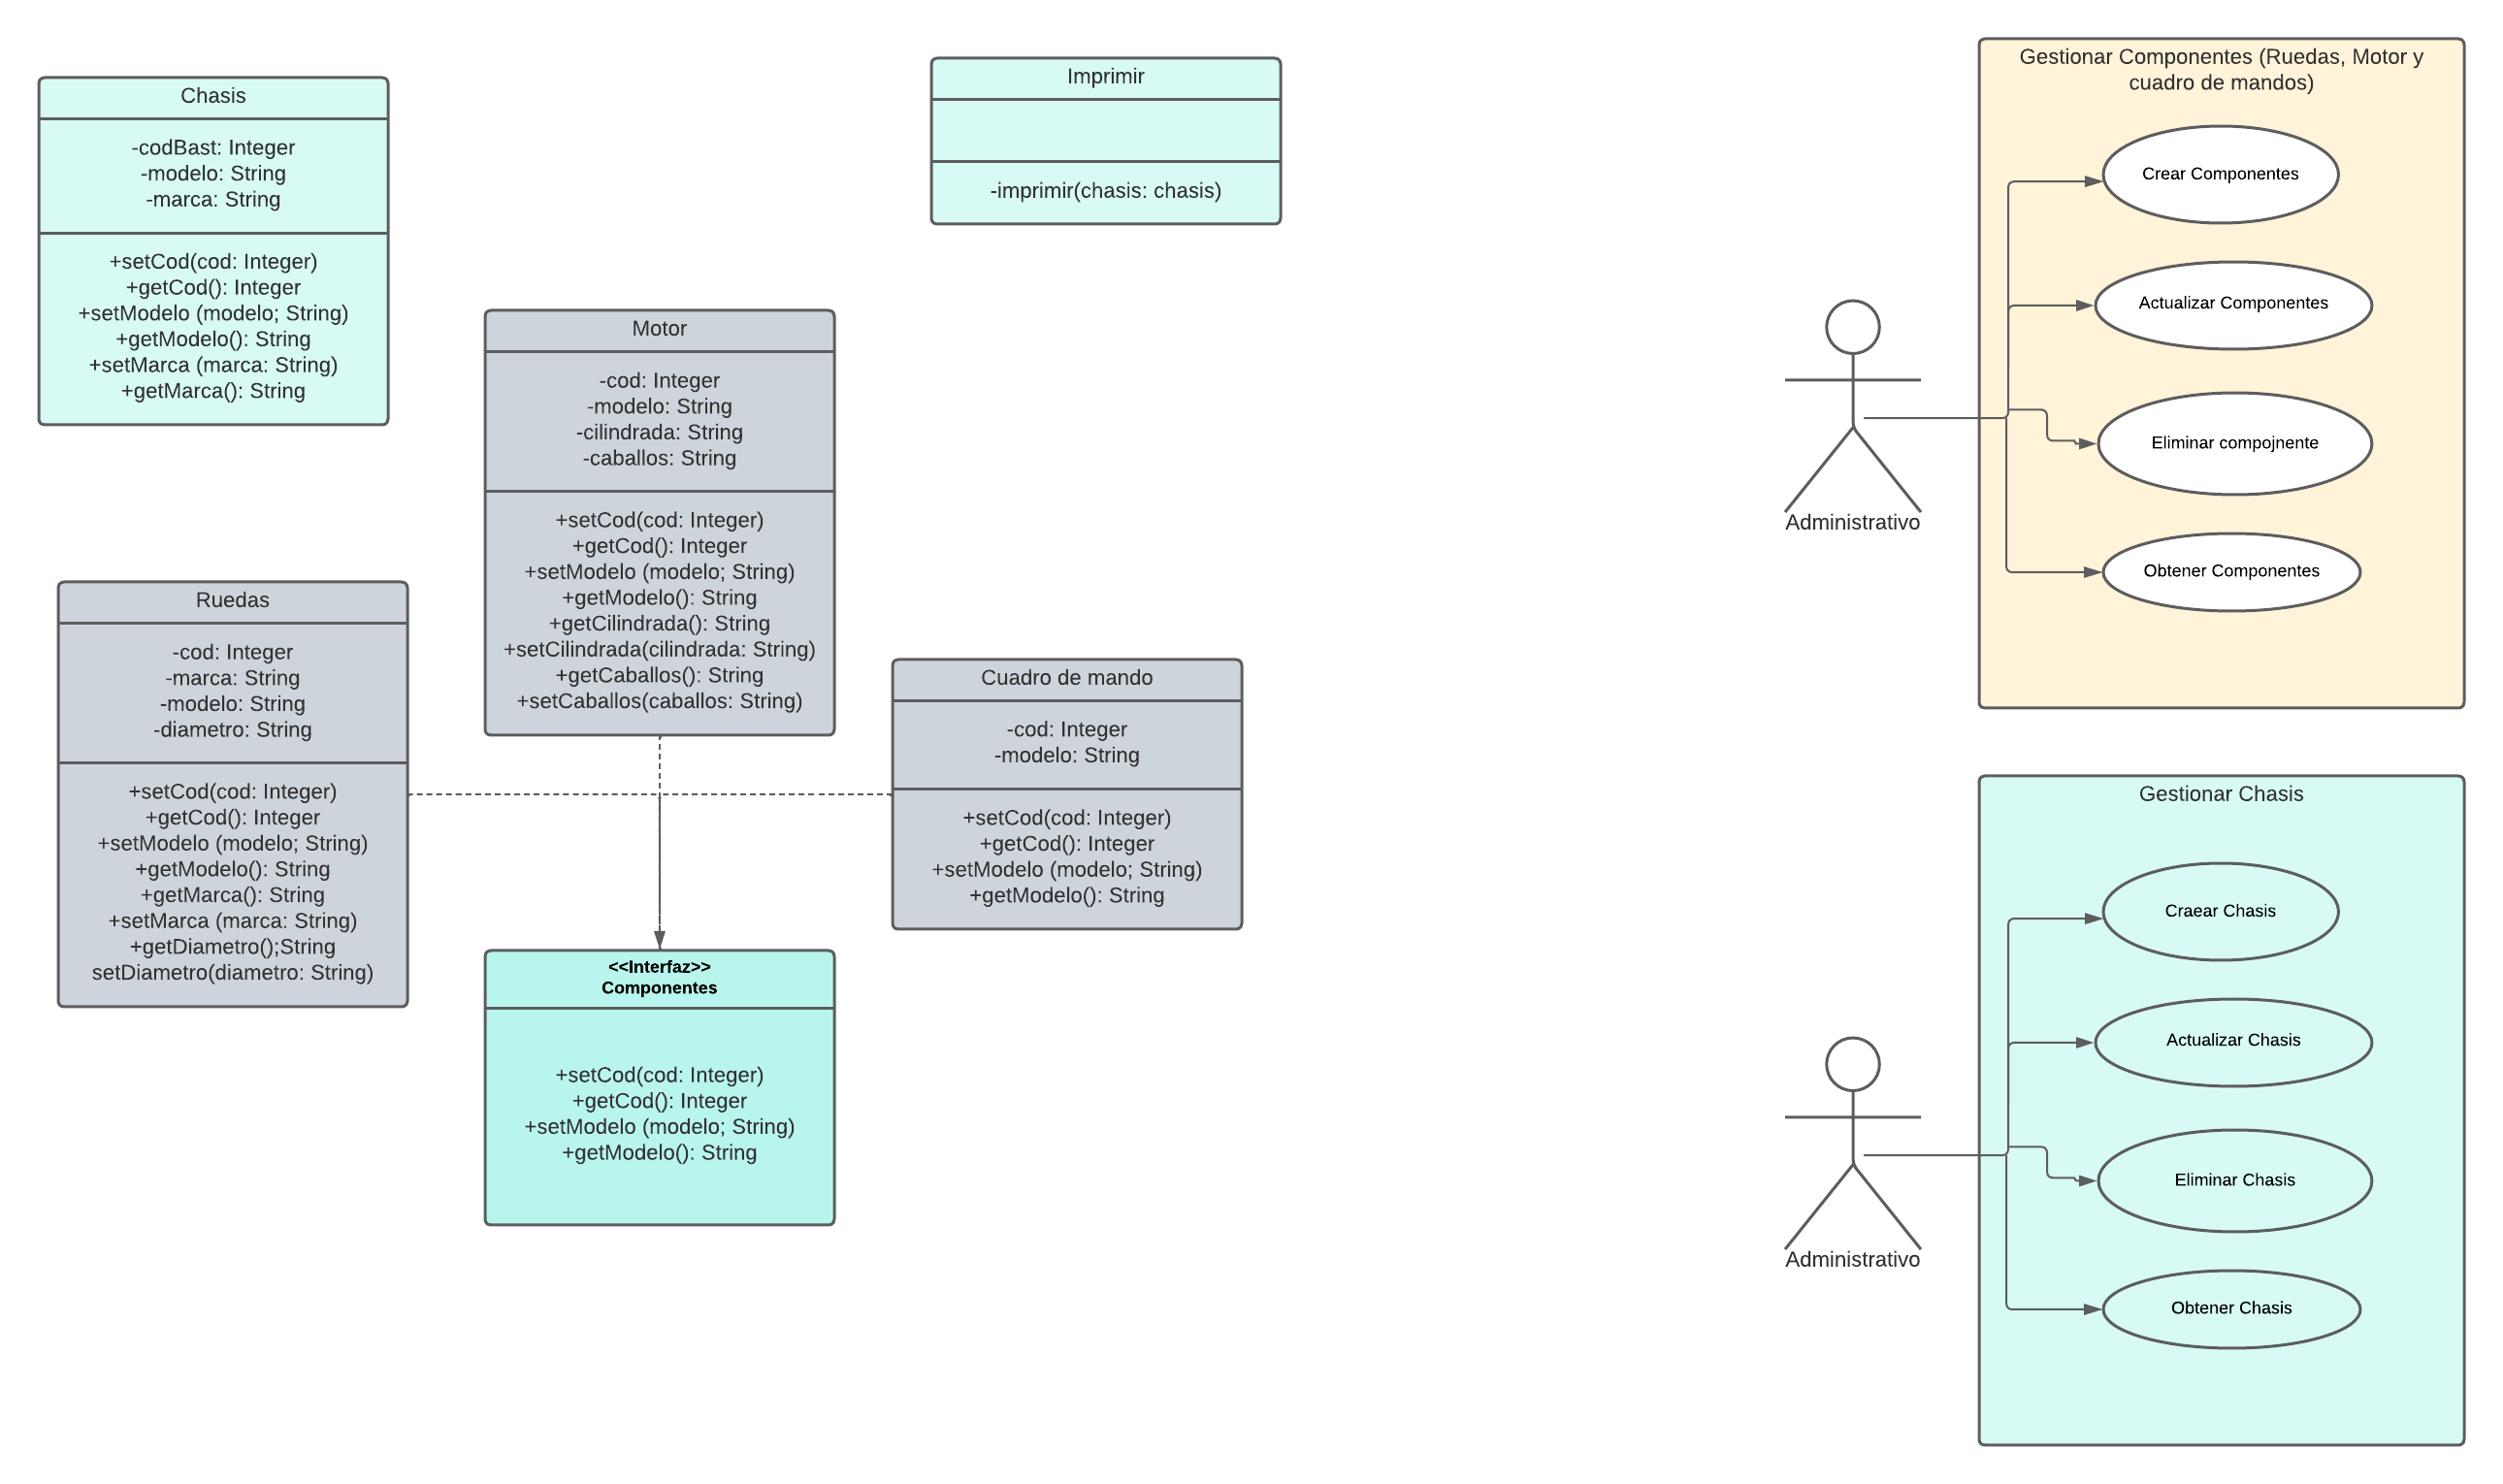 Chasis
-codBast: Integer
-modelo: String
-marca: String
+setCod(cod: Integer)
+getCod(): Integer
+setModelo (modelo; String)
+getModelo(): String
+setMarca (marca: String)
+getMarca(): String
Imprimir
-imprimir(chasis: chasis)
Motor
-cod: Integer
-modelo: String
-cilindrada: String
-caballos: String
+setCod(cod: Integer)
+getCod(): Integer
+setModelo (modelo; String)
+getModelo(): String
+getCilindrada(): String
+setCilindrada(cilindrada: String)
+getCaballos(): String
+setCaballos(caballos: String)
Ruedas
-cod: Integer
-marca: String
-modelo: String
-diametro: String
+setCod(cod: Integer)
+getCod(): Integer
+setModelo (modelo; String)
+getModelo(): String
+getMarca(): String
+setMarca (marca: String)
+getDiametro();String
setDiametro(diametro: String)
Cuadro de mando
-cod: Integer
-modelo: String
+setCod(cod: Integer)
+getCod(): Integer
+setModelo (modelo; String)
+getModelo(): String
<<Interfaz>>
Componentes
+setCod(cod: Integer)
+getCod(): Integer
+setModelo (modelo; String)
+getModelo(): String
Gestionar Componentes (Ruedas, Motor y
cuadro de mandos)
Crear Componentes
Actualizar Componentes
Eliminar compojnente
Obtener Componentes
Administrativo
Gestionar Chasis
Craear Chasis
Actualizar Chasis
Eliminar Chasis
Obtener Chasis
Administrativo